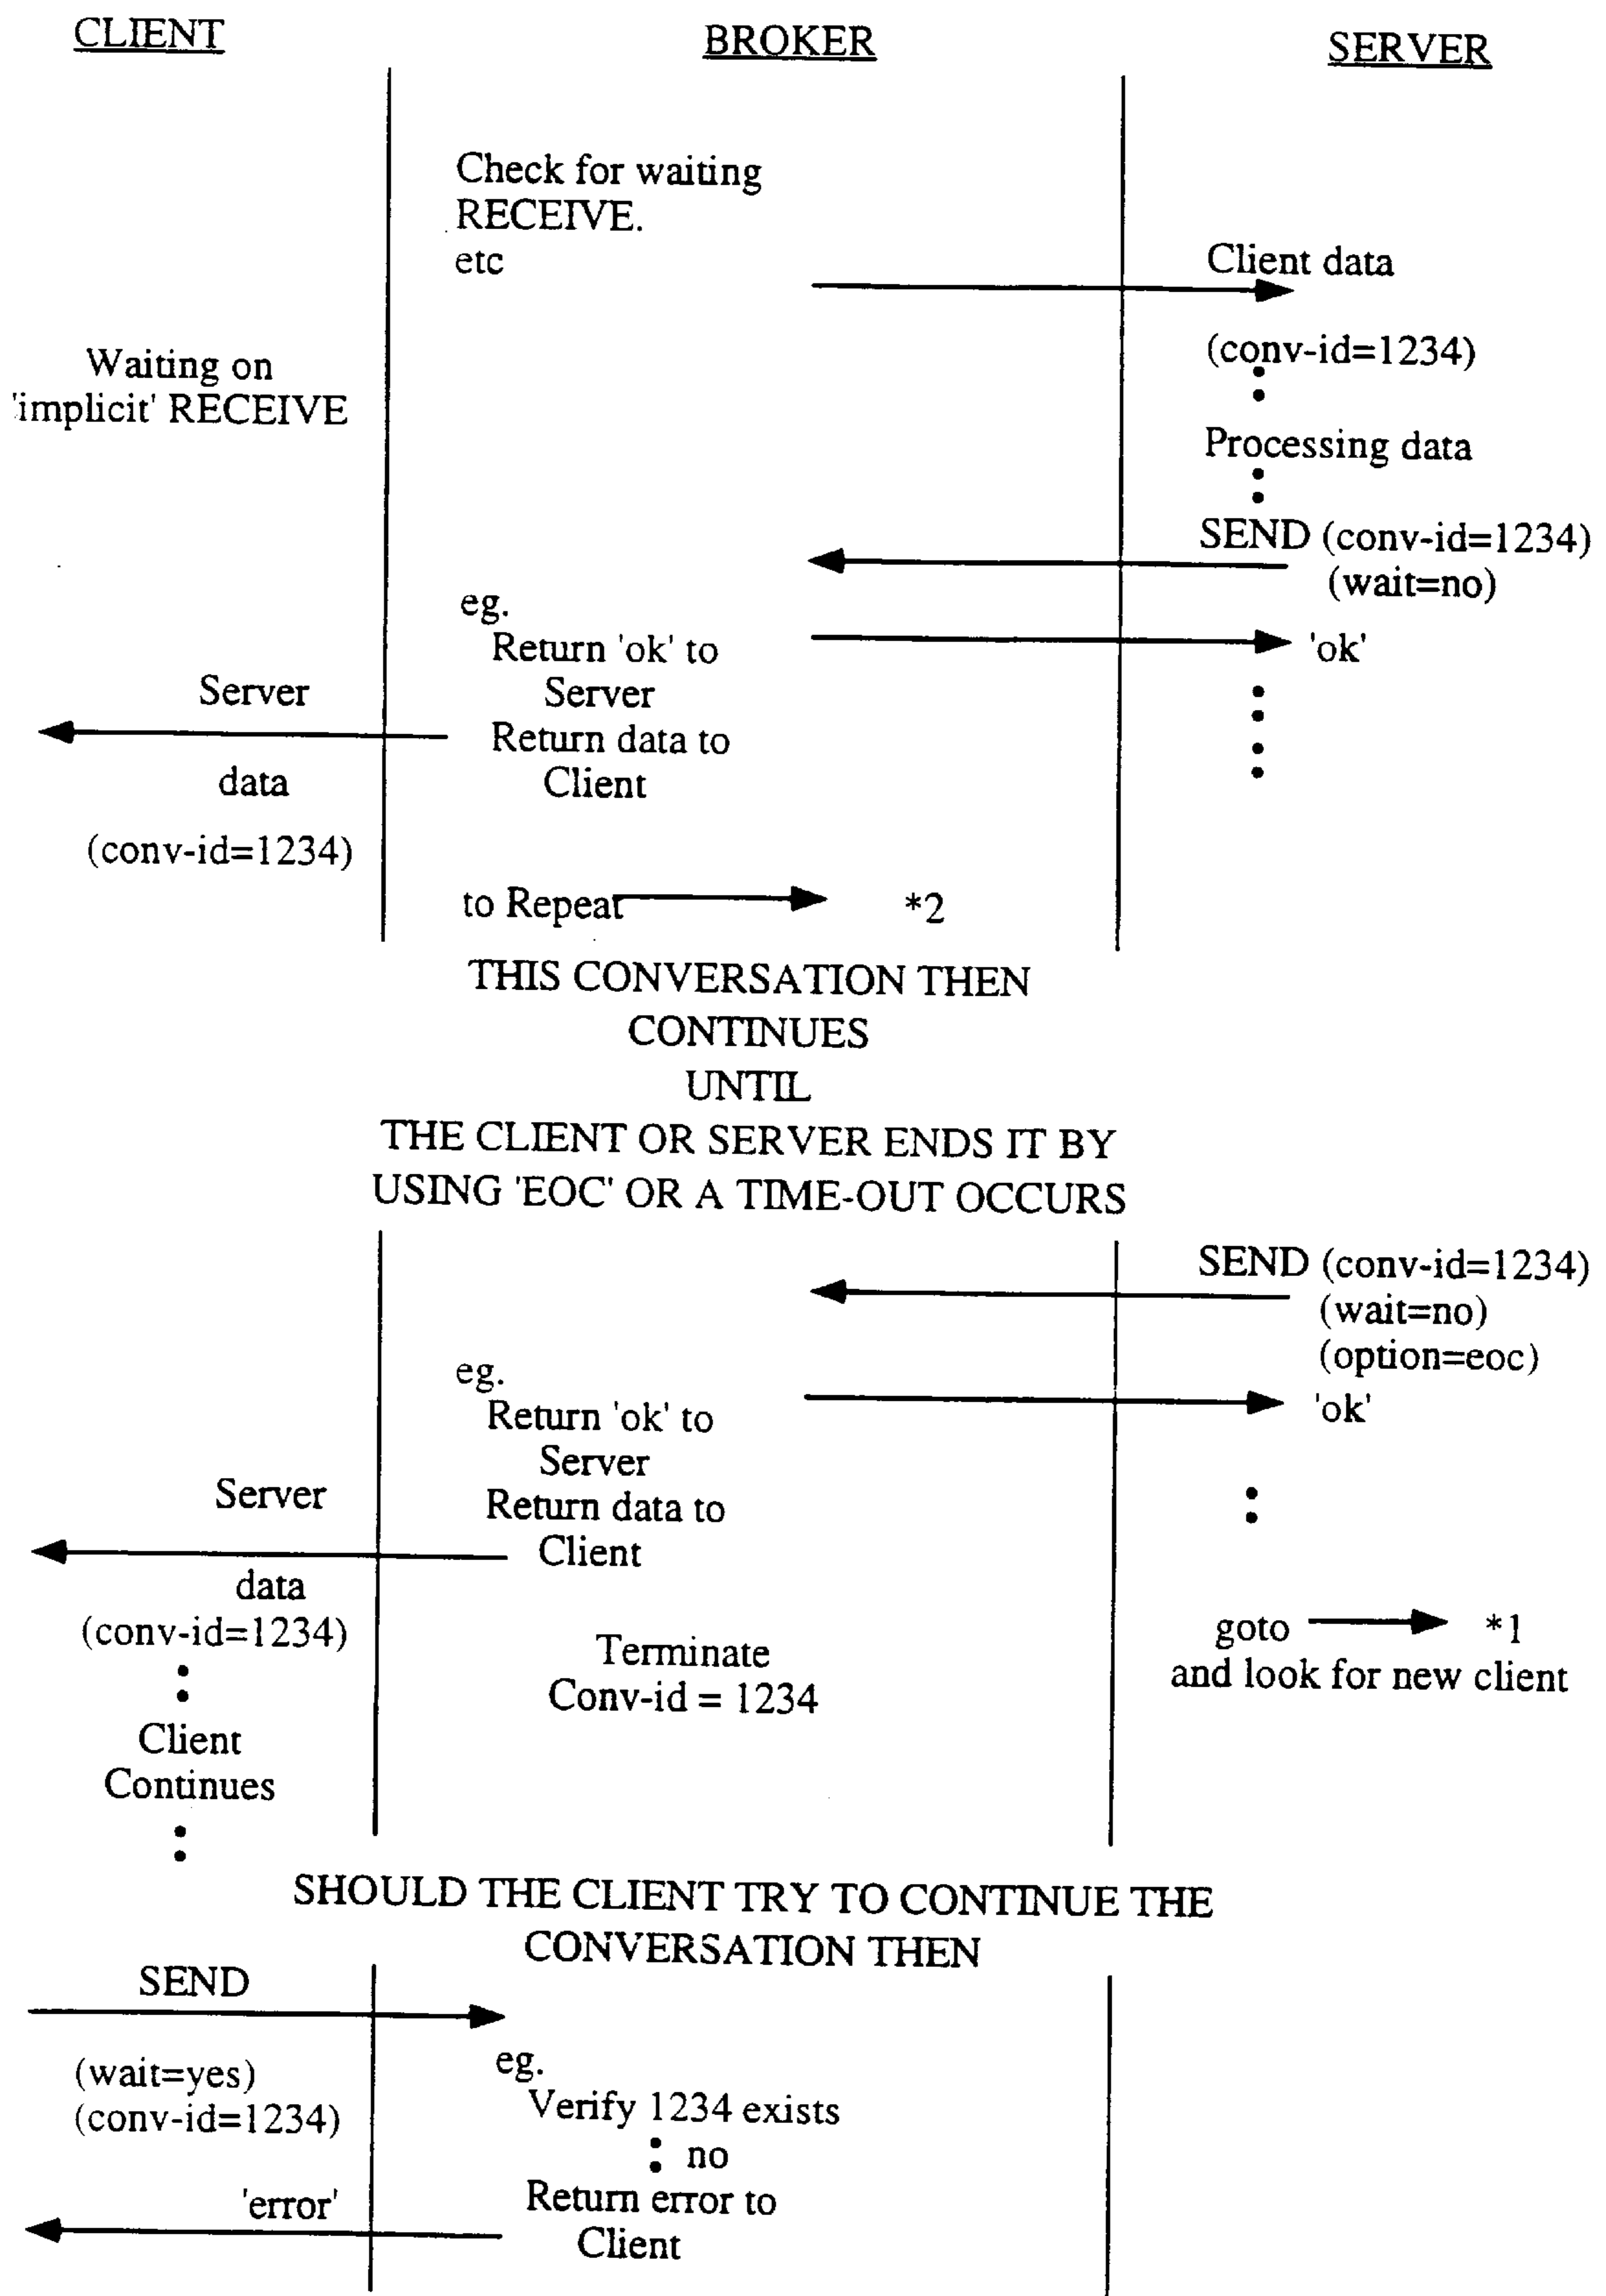 CLIENT
BROKER
SERVER
Check for waiting
RECEIVE.
etc
Client data
(conv-id=1234)
Waiting on
'implicit' RECEIVE
Processing data
SEND (conv-id=1234)
(wait=no)
eg.
Return 'ok' to
Server
'ok'
Return data to
Client
Server
data
(conv-id=1234)
to Repeat
*2
THIS CONVERSATION THEN
CONTINUES
UNTIL
THE CLIENT OR SERVER ENDS IT BY
USING 'EOC' OR A TIME-OUT OCCURS
SEND (conv-id=1234)
(wait=no)
(option=eoc)
eg.
Return 'ok' to
Server
'ok'
Return data to
Client
Server
data
(conv-id=1234)
Terminate
Conv-id = 1234
goto
*1
and look for new client
Client
Continues
SHOULD THE CLIENT TRY TO CONTINUE THE
CONVERSATION THEN
SEND
(wait=yes)
(conv-id=1234)
eg.
Verify 1234 exists
no
Return error to
Client
'error'